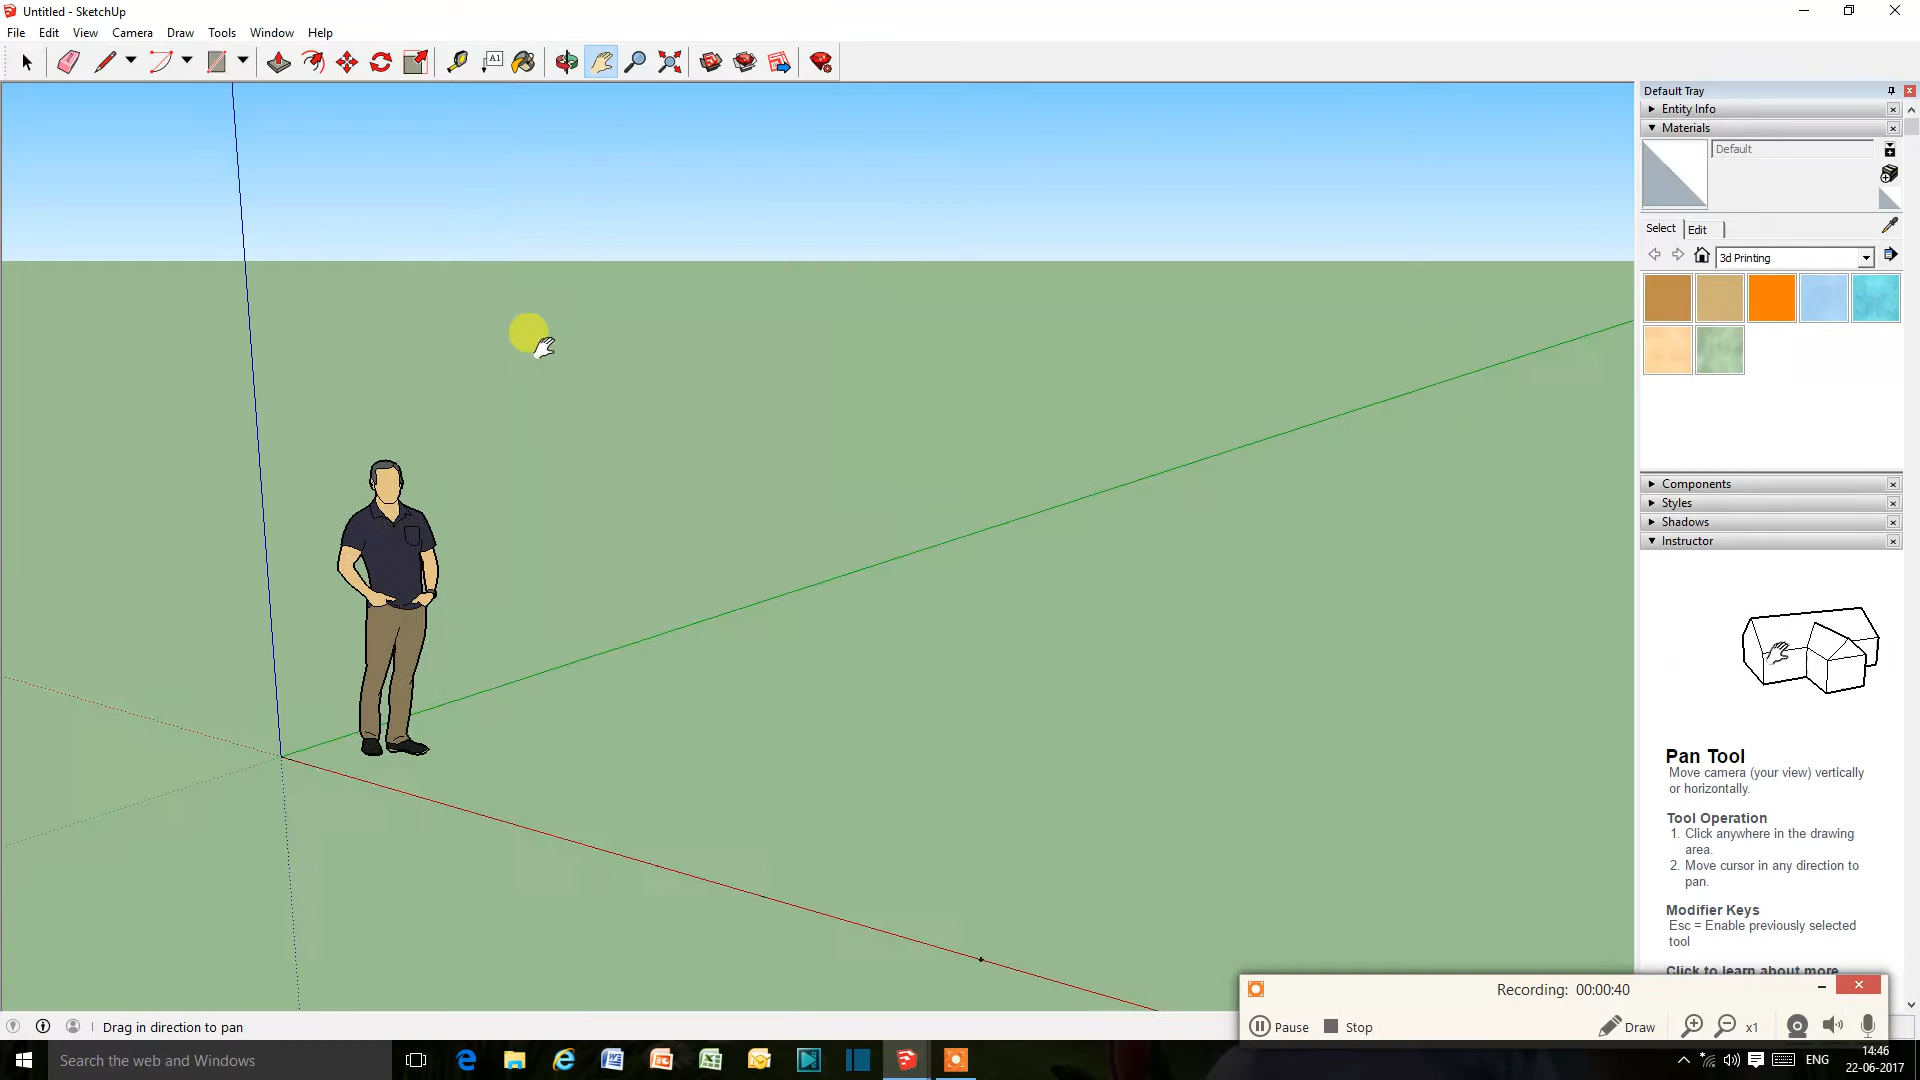 Untitled - SketchUp
File Edit View Camera Draw Tools Window Help
A1
Default Tray
Entity Info
Materials
Default
Select Edit
3d Printing
Components
Styles
Shadows
Instructor
Pan Tool
Move camera (your view) vertically
or horizontally.
Tool Operation
1. Click anywhere in the drawing
area.
2. Move cursor in any direction to
pan.
Modifier Keys
Esc = Enable previously selected
tool
Click to learn about more
Recording: 00:00:40
Pause Stop Draw x1
Drag in direction to pan
Search the web and Windows
ENG
14:46
22-06-2017